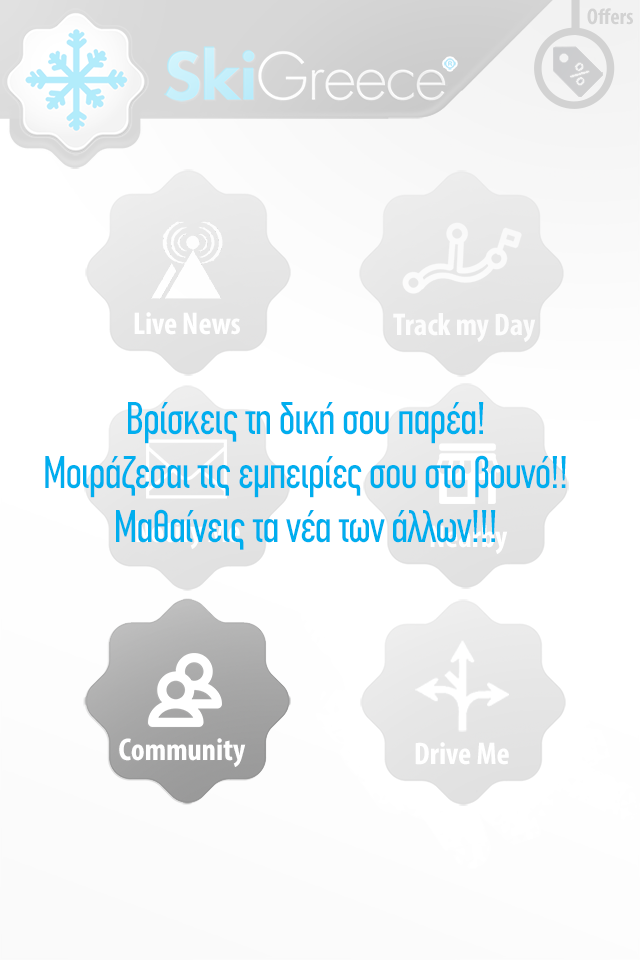 Offers
SkiGreece
Live News
Track my Day
Βρίσκεις τη δική σου παρέα!
Μοιράζεσαι τις εμπειρίες σου στο βουνό!!
Μαθαίνεις τα νέα των άλλων!!!
Nearby
Community
Drive Me